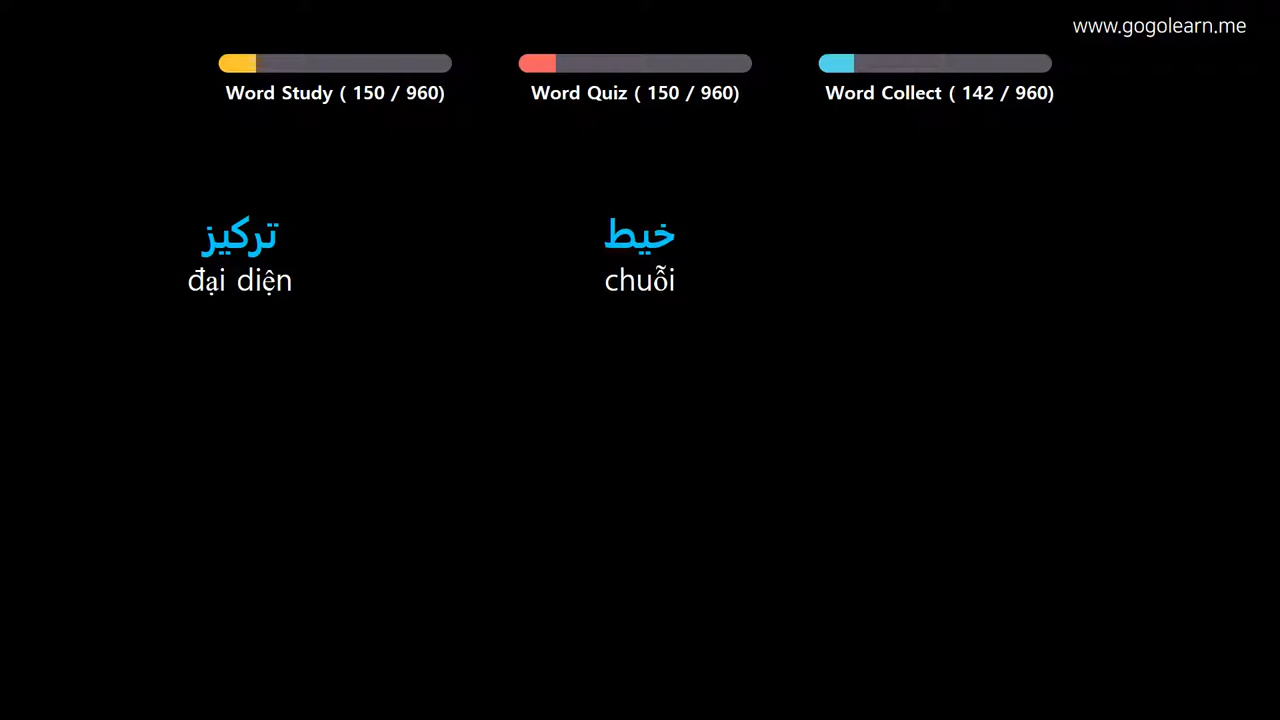 www.gogolearn.me
Word Study ( 150 / 960)
Word Quiz ( 150 / 960)
Word Collect ( 142 / 960)
تركيز
đại diện
خيط
chuỗi